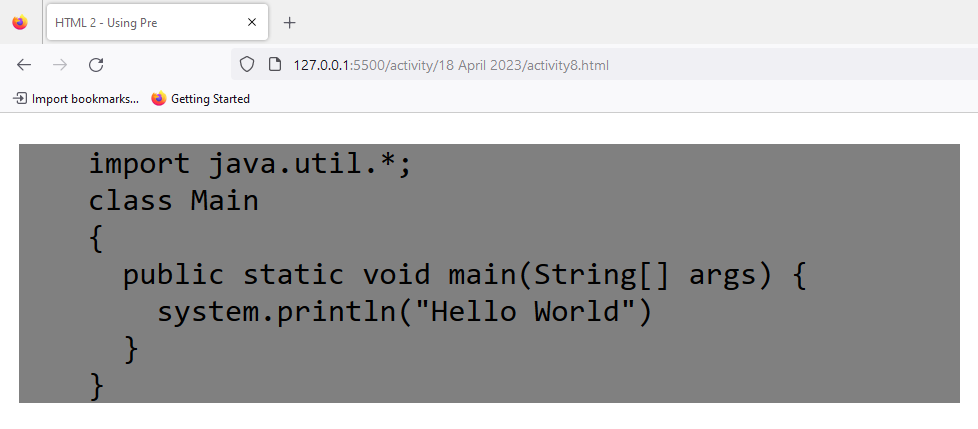 HTML 2 - Using Pre
127.0.0.1:5500/activity/18 April 2023/activity8.html
Import bookmarks... Getting Started
import java.util.*;
class Main
{
  public static void main(String[] args) {
    system.println("Hello World")
  }
}